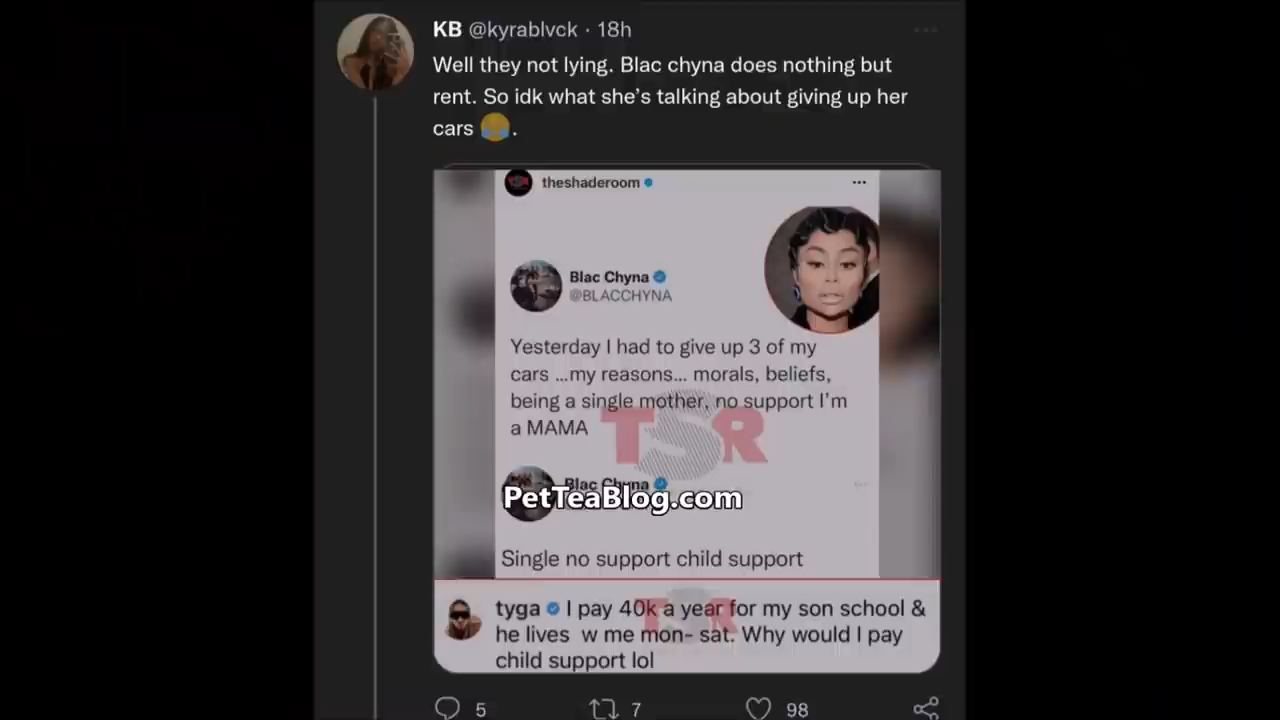 KB @kyrablvck · 18h
Well they not lying. Blac chyna does nothing but
rent. So idk what she's talking about giving up her
cars 😂.
theshaderoom
Blac Chyna
@BLACCHYNA
Yesterday I had to give up 3 of my
cars ...my reasons... morals, beliefs,
being a single mother, no support I'm
a MAMA
TSR
Blac Chyna
PetTeaBlog.com
Single no support child support
tyga I pay 40k a year for my son school &
he lives w me mon- sat. Why would I pay
child support lol
TSR
5 7 98